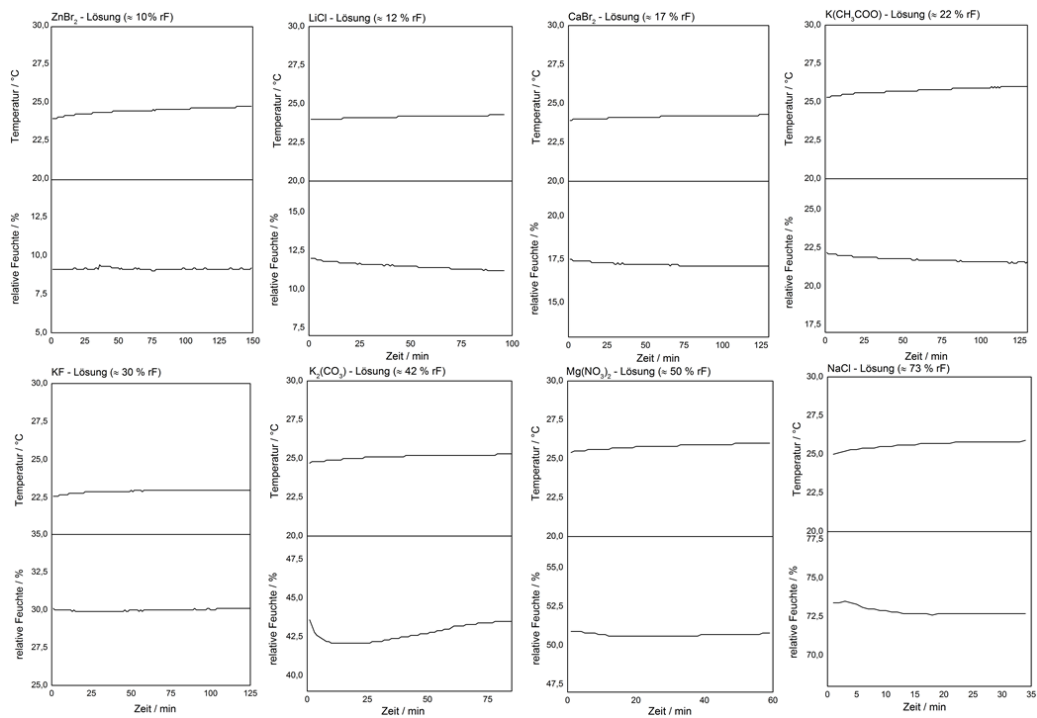 ZnBr₂ - Lösung (≈ 10% rF)
30,0
27,5
25,0
22,5
20,0
12,5
10,0
7,5
5,0
Temperatur / °C
relative Feuchte / %
0 25 50 75 100 125 150
Zeit / min
LiCl - Lösung (≈ 12 % rF)
30,0
27,5
25,0
22,5
20,0
15,0
12,5
10,0
7,5
Temperatur / °C
relative Feuchte / %
0 25 50 75 100
Zeit / min
CaBr₂ - Lösung (≈ 17 % rF)
30,0
27,5
25,0
22,5
20,0
20,0
17,5
15,0
Temperatur / °C
relative Feuchte / %
0 25 50 75 100 125
Zeit / min
K(CH₃COO) - Lösung (≈ 22 % rF)
30,0
27,5
25,0
22,5
20,0
25,0
22,5
20,0
17,5
Temperatur / °C
relative Feuchte / %
0 25 50 75 100 125
Zeit / min
KF - Lösung (≈ 30 % rF)
30,0
27,5
25,0
22,5
35,0
32,5
30,0
27,5
25,0
Temperatur / °C
relative Feuchte / %
0 25 50 75 100 125
Zeit / min
K₂(CO₃) - Lösung (≈ 42 % rF)
30,0
27,5
25,0
22,5
20,0
47,5
45,0
42,5
40,0
Temperatur / °C
relative Feuchte / %
0 25 50 75
Zeit / min
Mg(NO₃)₂ - Lösung (≈ 50 % rF)
30,0
27,5
25,0
22,5
20,0
55,0
52,5
50,0
47,5
Temperatur / °C
relative Feuchte / %
0 20 40 60
Zeit / min
NaCl - Lösung (≈ 73 % rF)
30,0
27,5
25,0
22,5
20,0
77,5
75,0
72,5
70,0
Temperatur / °C
relative Feuchte / %
0 5 10 15 20 25 30 35
Zeit / min